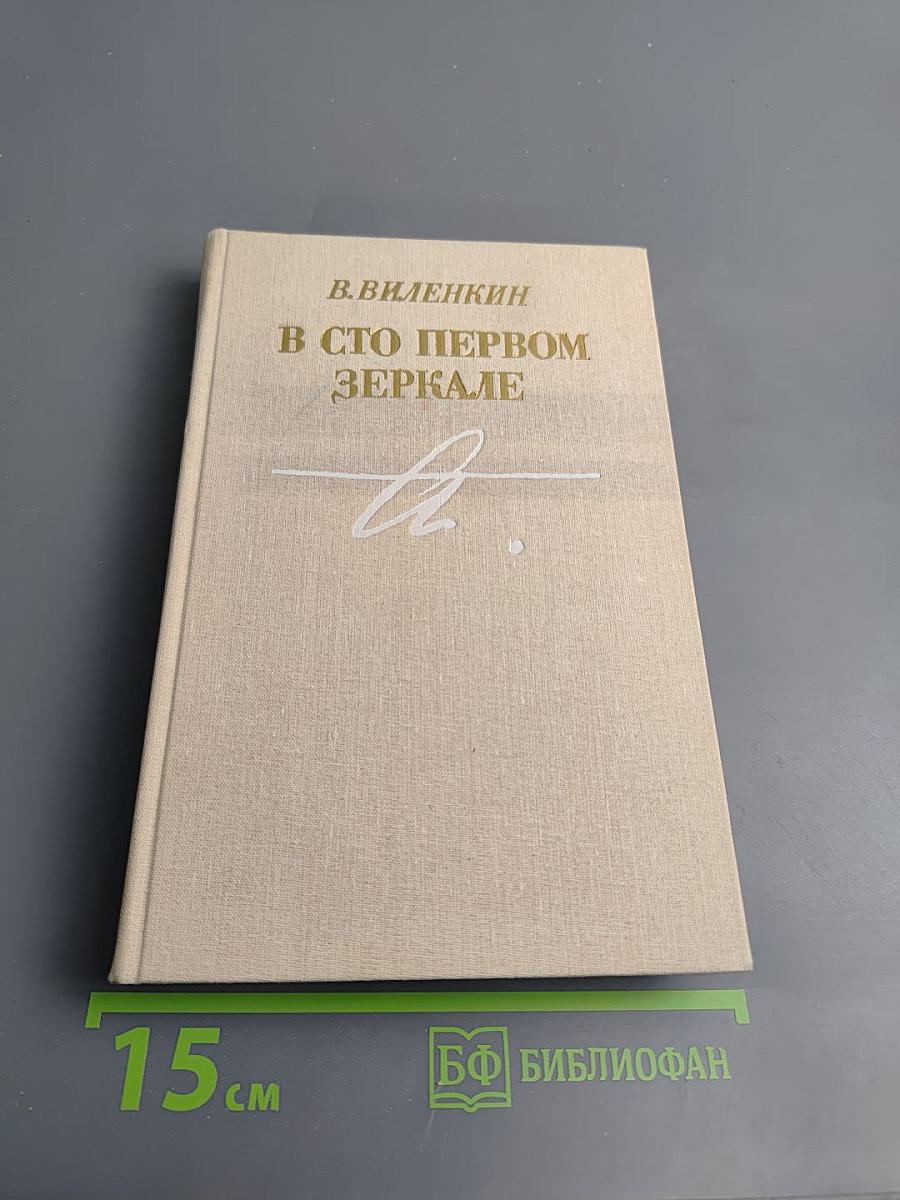 В. ВИЛЕНКИН
В СТО ПЕРВОМ
ЗЕРКАЛЕ
а.
15 см
БФ БИБЛИОФАН